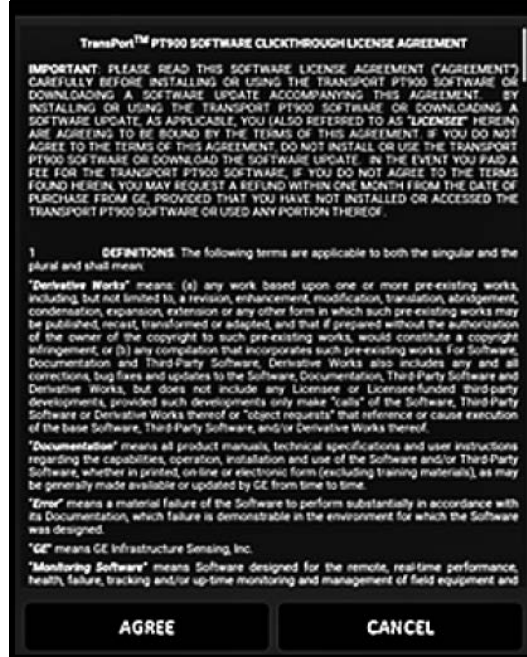 TransPort™ PT900 SOFTWARE CLICKTHROUGH LICENSE AGREEMENT
IMPORTANT: PLEASE READ THIS SOFTWARE LICENSE AGREEMENT ("AGREEMENT")
CAREFULLY BEFORE INSTALLING OR USING THE TRANSPORT PT900 SOFTWARE OR
DOWNLOADING A SOFTWARE UPDATE ACCOMPANYING THIS AGREEMENT. BY
INSTALLING OR USING THE TRANSPORT PT900 SOFTWARE OR DOWNLOADING A
SOFTWARE UPDATE, AS APPLICABLE, YOU (ALSO REFERRED TO AS "LICENSEE" HEREIN)
ARE AGREEING TO BE BOUND BY THE TERMS OF THIS AGREEMENT. IF YOU DO NOT
AGREE TO THE TERMS OF THIS AGREEMENT, DO NOT INSTALL OR USE THE TRANSPORT
PT900 SOFTWARE OR DOWNLOAD THE SOFTWARE UPDATE. IN THE EVENT YOU PAID A
FEE FOR THE TRANSPORT PT900 SOFTWARE, IF YOU DO NOT AGREE TO THE TERMS
FOUND HEREIN, YOU MAY REQUEST A REFUND WITHIN ONE MONTH FROM THE DATE OF
PURCHASE FROM GE, PROVIDED THAT YOU HAVE NOT INSTALLED OR ACCESSED THE
TRANSPORT PT900 SOFTWARE OR USED ANY PORTION THEREOF.
1 DEFINITIONS. The following terms are applicable to both the singular and the
plural and shall mean:
"Derivative Works" means: (a) any work based upon one or more pre-existing works,
including, but not limited to, a revision, enhancement, modification, translation, abridgement,
condensation, expansion, extension or any other form in which such pre-existing works may
be published, recast, transformed or adapted, and that if prepared without the authorization
of the owner of the copyright to such pre-existing works, would constitute a copyright
infringement, or (b) any compilation that incorporates such pre-existing works. For Software,
Documentation and Third-Party Software, Derivative Works also includes any and all
corrections, bug fixes and updates to the Software, Documentation, Third-Party Software and
Derivative Works, but does not include any Licensee or Licensee-funded third-party
developments, provided such developments only make "calls" of the Software, Third-Party
Software or Derivative Works thereof or "object requests" that reference or cause execution
of the base Software, Third-Party Software, and/or Derivative Works thereof.
"Documentation" means all product manuals, technical specifications and user instructions
regarding the capabilities, operation, installation and use of the Software and/or Third-Party
Software, whether in printed, on-line or electronic form (excluding training materials), as may
be generally made available or updated by GE from time to time.
"Error" means a material failure of the Software to perform substantially in accordance with
its Documentation, which failure is demonstrable in the environment for which the Software
was designed.
"GE" means GE Infrastructure Sensing, Inc.
"Monitoring Software" means Software designed for the remote, real-time performance,
health, failure, tracking and/or up-time monitoring and management of field equipment and
AGREE
CANCEL